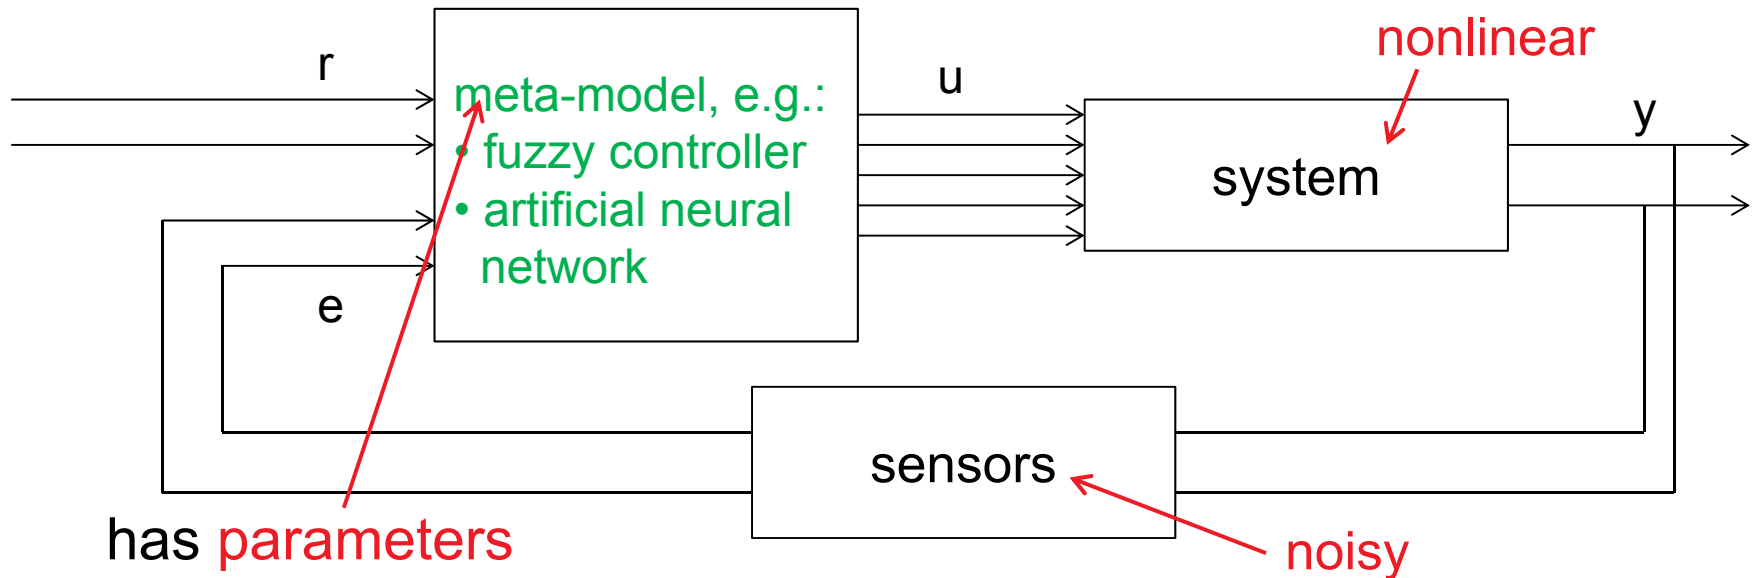 nonlinear
r
u
y
meta-model, e.g.:
• fuzzy controller
• artificial neural
network
system
e
sensors
has parameters
noisy